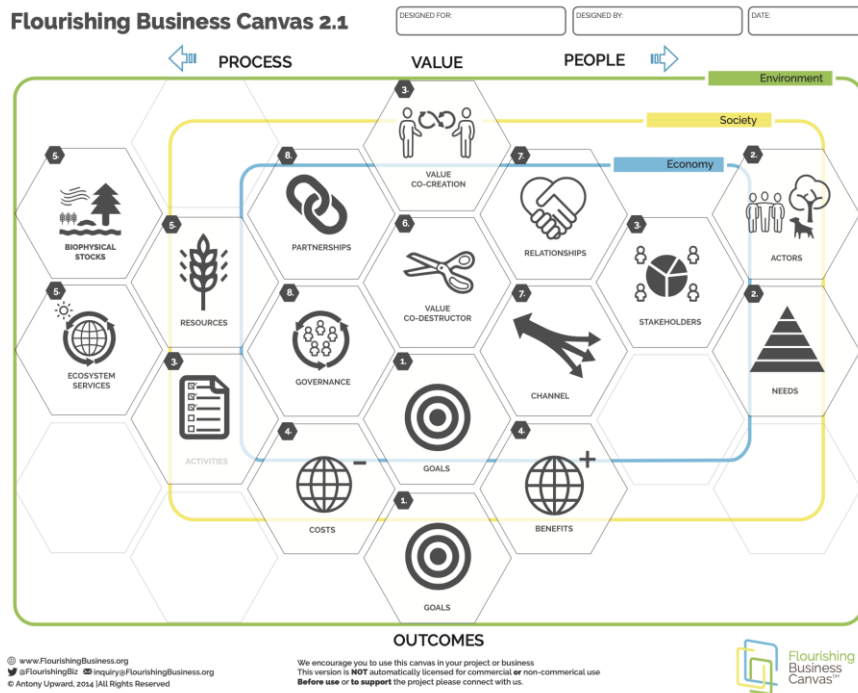 Flourishing Business Canvas 2.1
DESIGNED FOR:
DESIGNED BY:
DATE:
PROCESS
VALUE
PEOPLE
Environment
Society
Economy
3.
VALUE
CO-CREATION
5.
BIOPHYSICAL
STOCKS
8.
PARTNERSHIPS
7.
RELATIONSHIPS
2.
ACTORS
5.
RESOURCES
6.
VALUE
CO-DESTRUCTOR
3.
STAKEHOLDERS
5.
ECOSYSTEM
SERVICES
8.
GOVERNANCE
7.
CHANNEL
2.
NEEDS
3.
ACTIVITIES
1.
GOALS
4.
–
COSTS
4.
+
BENEFITS
1.
GOALS
OUTCOMES
www.FlourishingBusiness.org
@FlourishingBiz inquiry@FlourishingBusiness.org
© Antony Upward, 2014 |All Rights Reserved
We encourage you to use this canvas in your project or business
This version is NOT automatically licensed for commercial or non-commerical use
Before use or to support the project please connect with us.
Flourishing
Business
Canvas℠